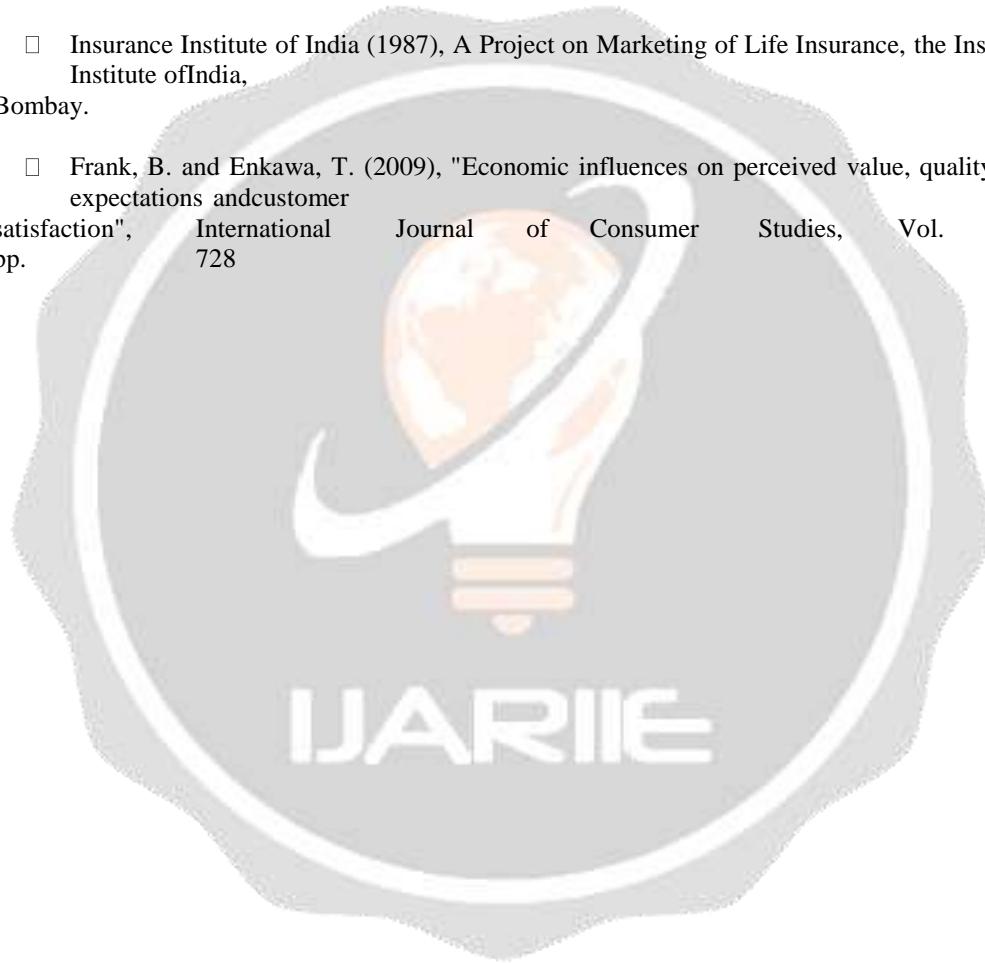 □ Insurance Institute of India (1987), A Project on Marketing of Life Insurance, the Ins
Institute ofIndia,
Bombay.
□ Frank, B. and Enkawa, T. (2009), "Economic influences on perceived value, quality
expectations andcustomer
satisfaction", International Journal of Consumer Studies, Vol.
pp. 728
IJARIIE